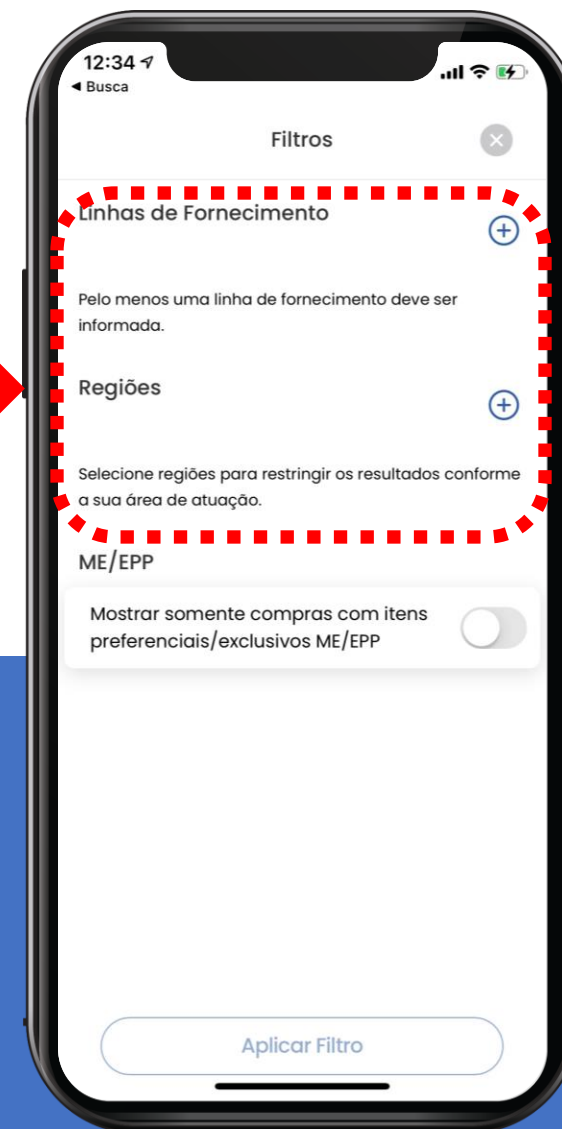 12:34
◀ Busca
Filtros
Linhas de Fornecimento
Pelo menos uma linha de fornecimento deve ser
informada.
Regiões
Selecione regiões para restringir os resultados conforme
a sua área de atuação.
ME/EPP
Mostrar somente compras com itens
preferenciais/exclusivos ME/EPP
Aplicar Filtro